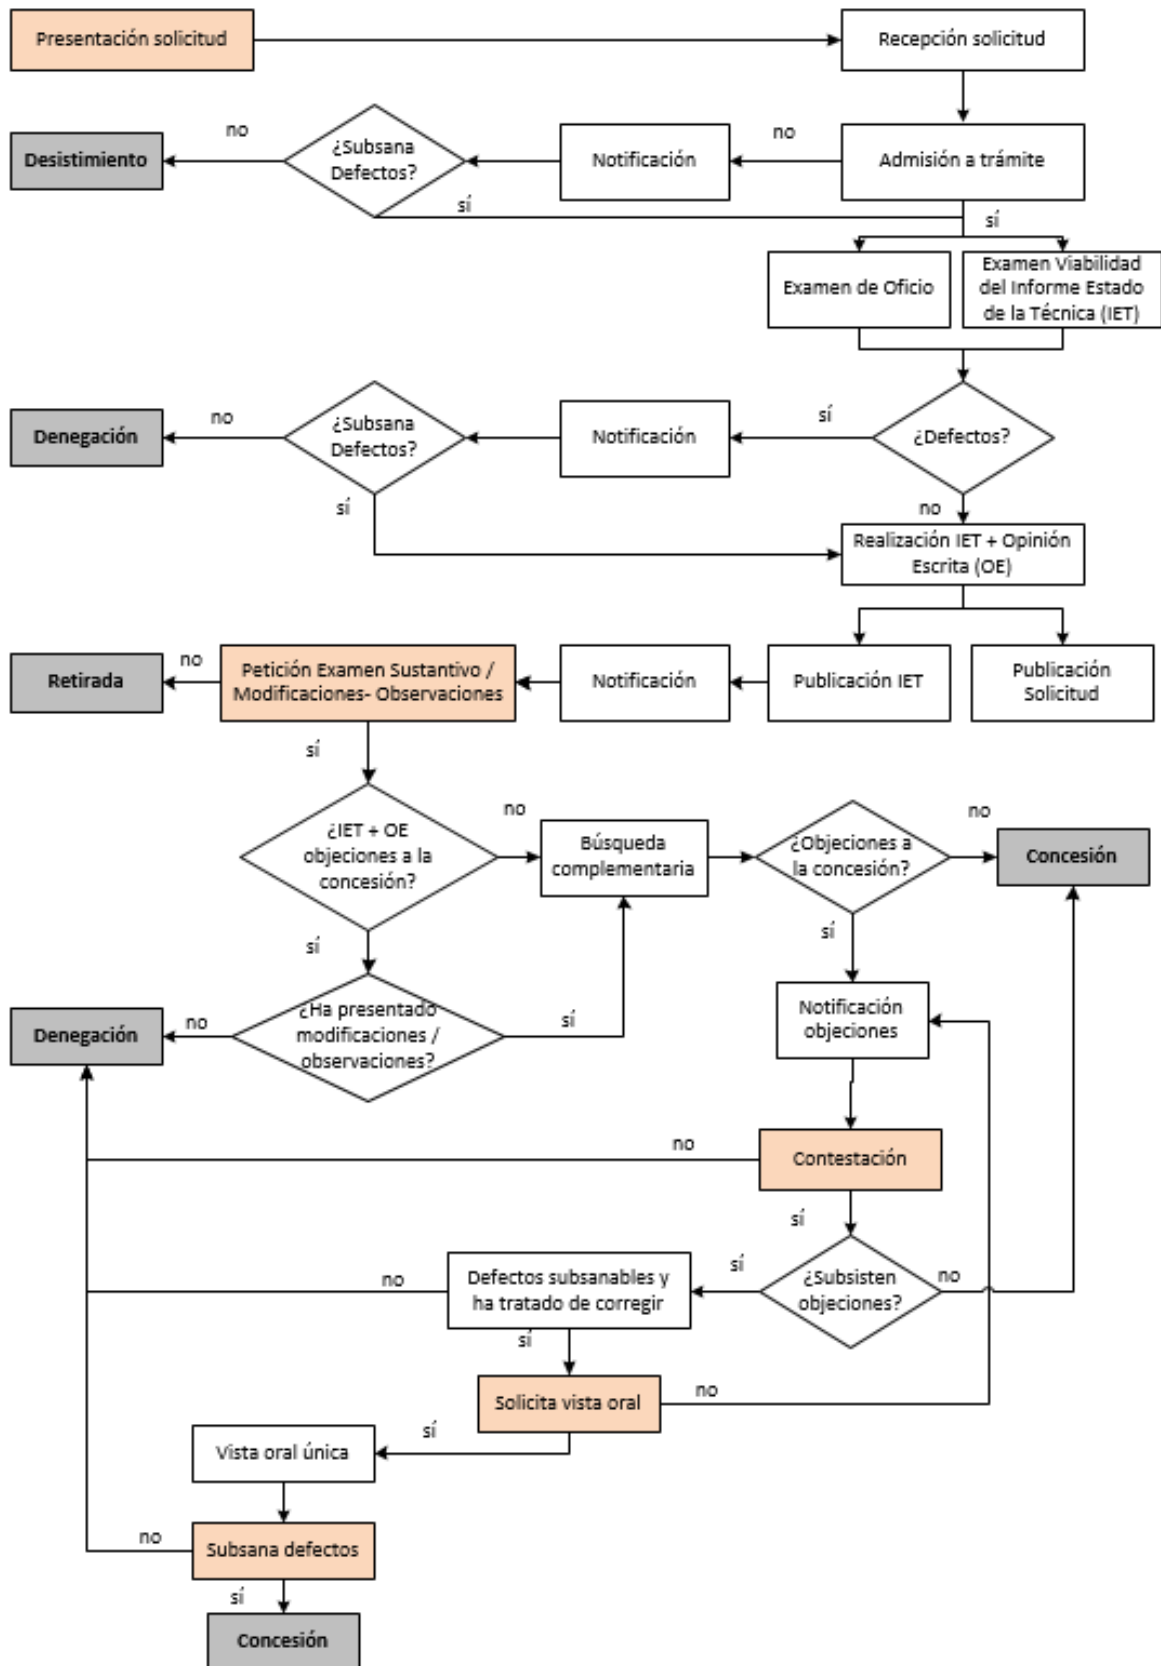 Presentación solicitud
Recepción solicitud
Desistimiento
no
¿Subsana
Defectos?
Notificación
no
Admisión a trámite
sí
sí
Examen de Oficio
Examen Viabilidad
del Informe Estado
de la Técnica (IET)
Denegación
no
¿Subsana
Defectos?
Notificación
sí
¿Defectos?
sí
no
Realización IET + Opinión
Escrita (OE)
Retirada
no
Petición Examen Sustantivo /
Modificaciones- Observaciones
Notificación
Publicación IET
Publicación
Solicitud
sí
¿IET + OE
objeciones a la
concesión?
no
Búsqueda
complementaria
¿Objeciones a
la concesión?
no
Concesión
sí
sí
Denegación
no
¿Ha presentado
modificaciones /
observaciones?
sí
Notificación
objeciones
no
Contestación
sí
no
Defectos subsanables y
ha tratado de corregir
sí
¿Subsisten
objeciones?
no
sí
Solicita vista oral
no
sí
Vista oral única
no
Subsana defectos
sí
Concesión